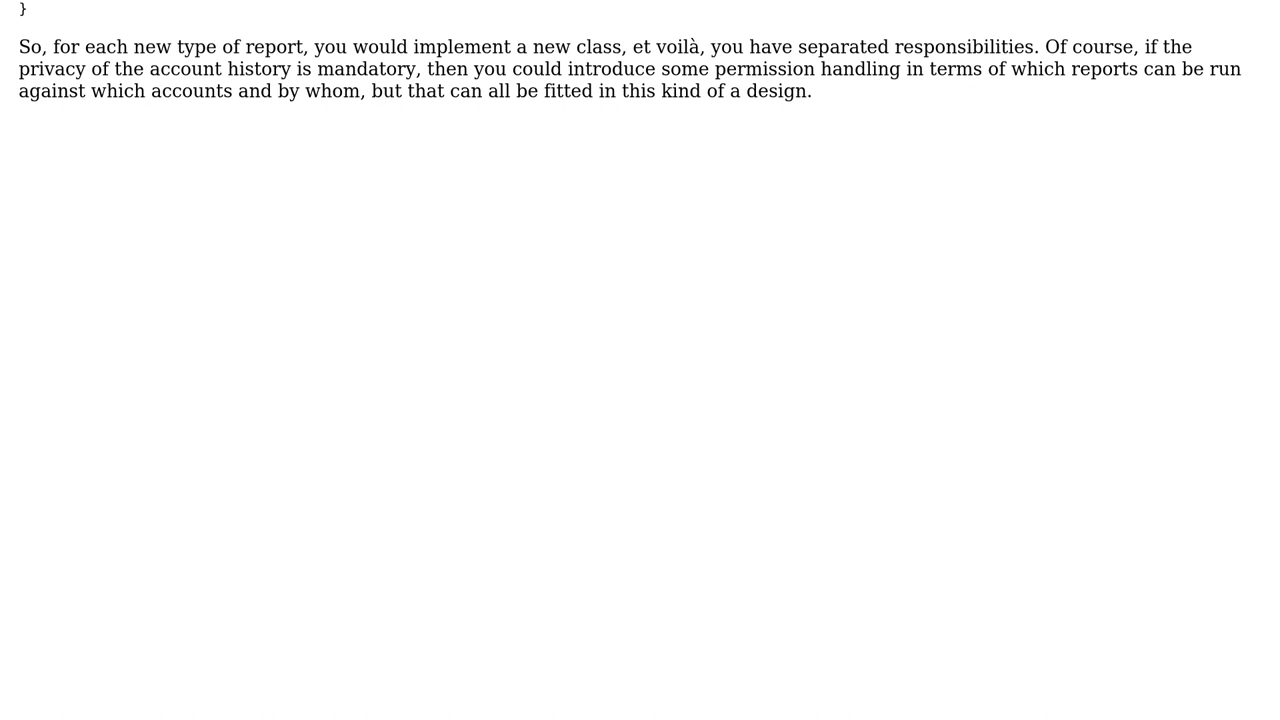 }
So, for each new type of report, you would implement a new class, et voilà, you have separated responsibilities. Of course, if the
privacy of the account history is mandatory, then you could introduce some permission handling in terms of which reports can be run
against which accounts and by whom, but that can all be fitted in this kind of a design.